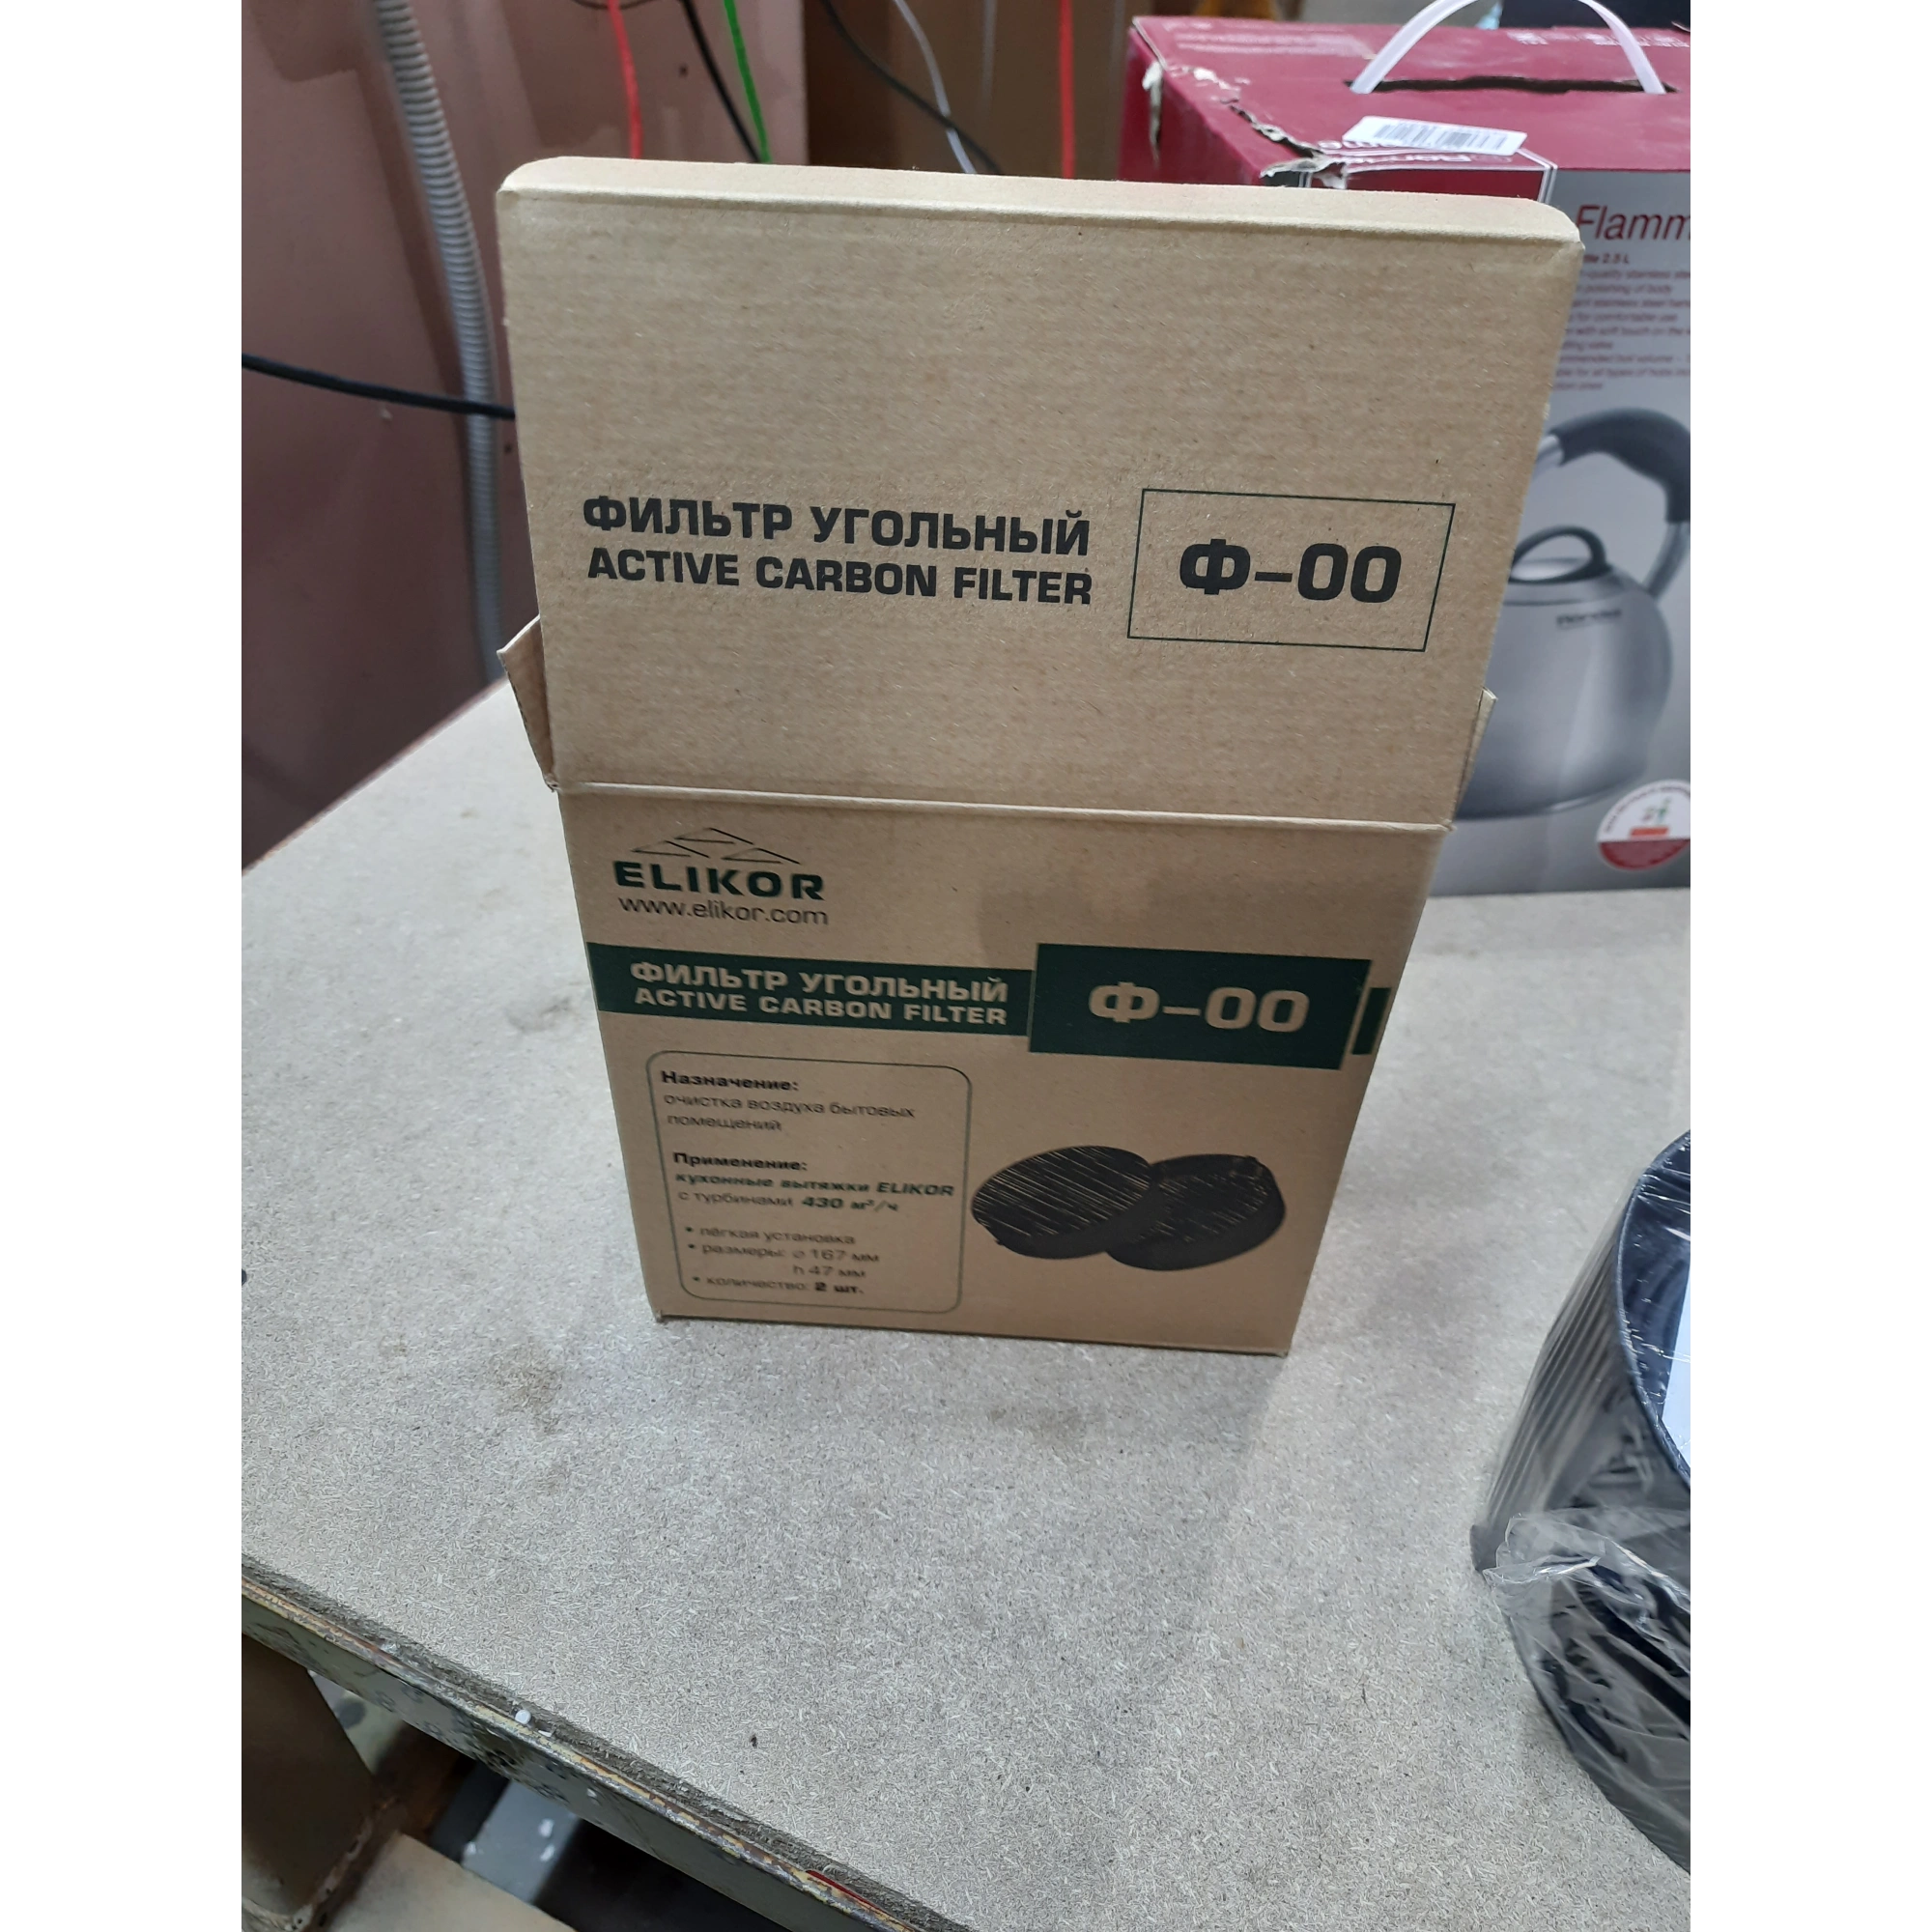 Flamm
ФИЛЬТР УГОЛЬНЫЙ
ACTIVE CARBON FILTER
Ф-00
ELIKOR
www.elikor.com
ФИЛЬТР УГОЛЬНЫЙ
ACTIVE CARBON FILTER
Ф-00
Назначение:
очистка воздуха бытовых
помещений
Применение:
кухонные вытяжки ELIKOR
с турбинами 430 м³/ч
• лёгкая установка
• размеры: ⌀ 167 мм
h 47 мм
• количество: 2 шт.